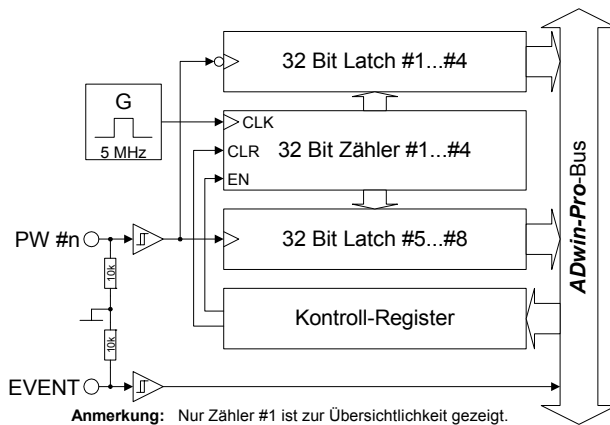 32 Bit Latch #1...#4
G
5 MHz
CLK
CLR
EN
32 Bit Zähler #1...#4
PW #n
32 Bit Latch #5...#8
10k
10k
Kontroll-Register
EVENT
ADwin-Pro-Bus
Anmerkung: Nur Zähler #1 ist zur Übersichtlichkeit gezeigt.